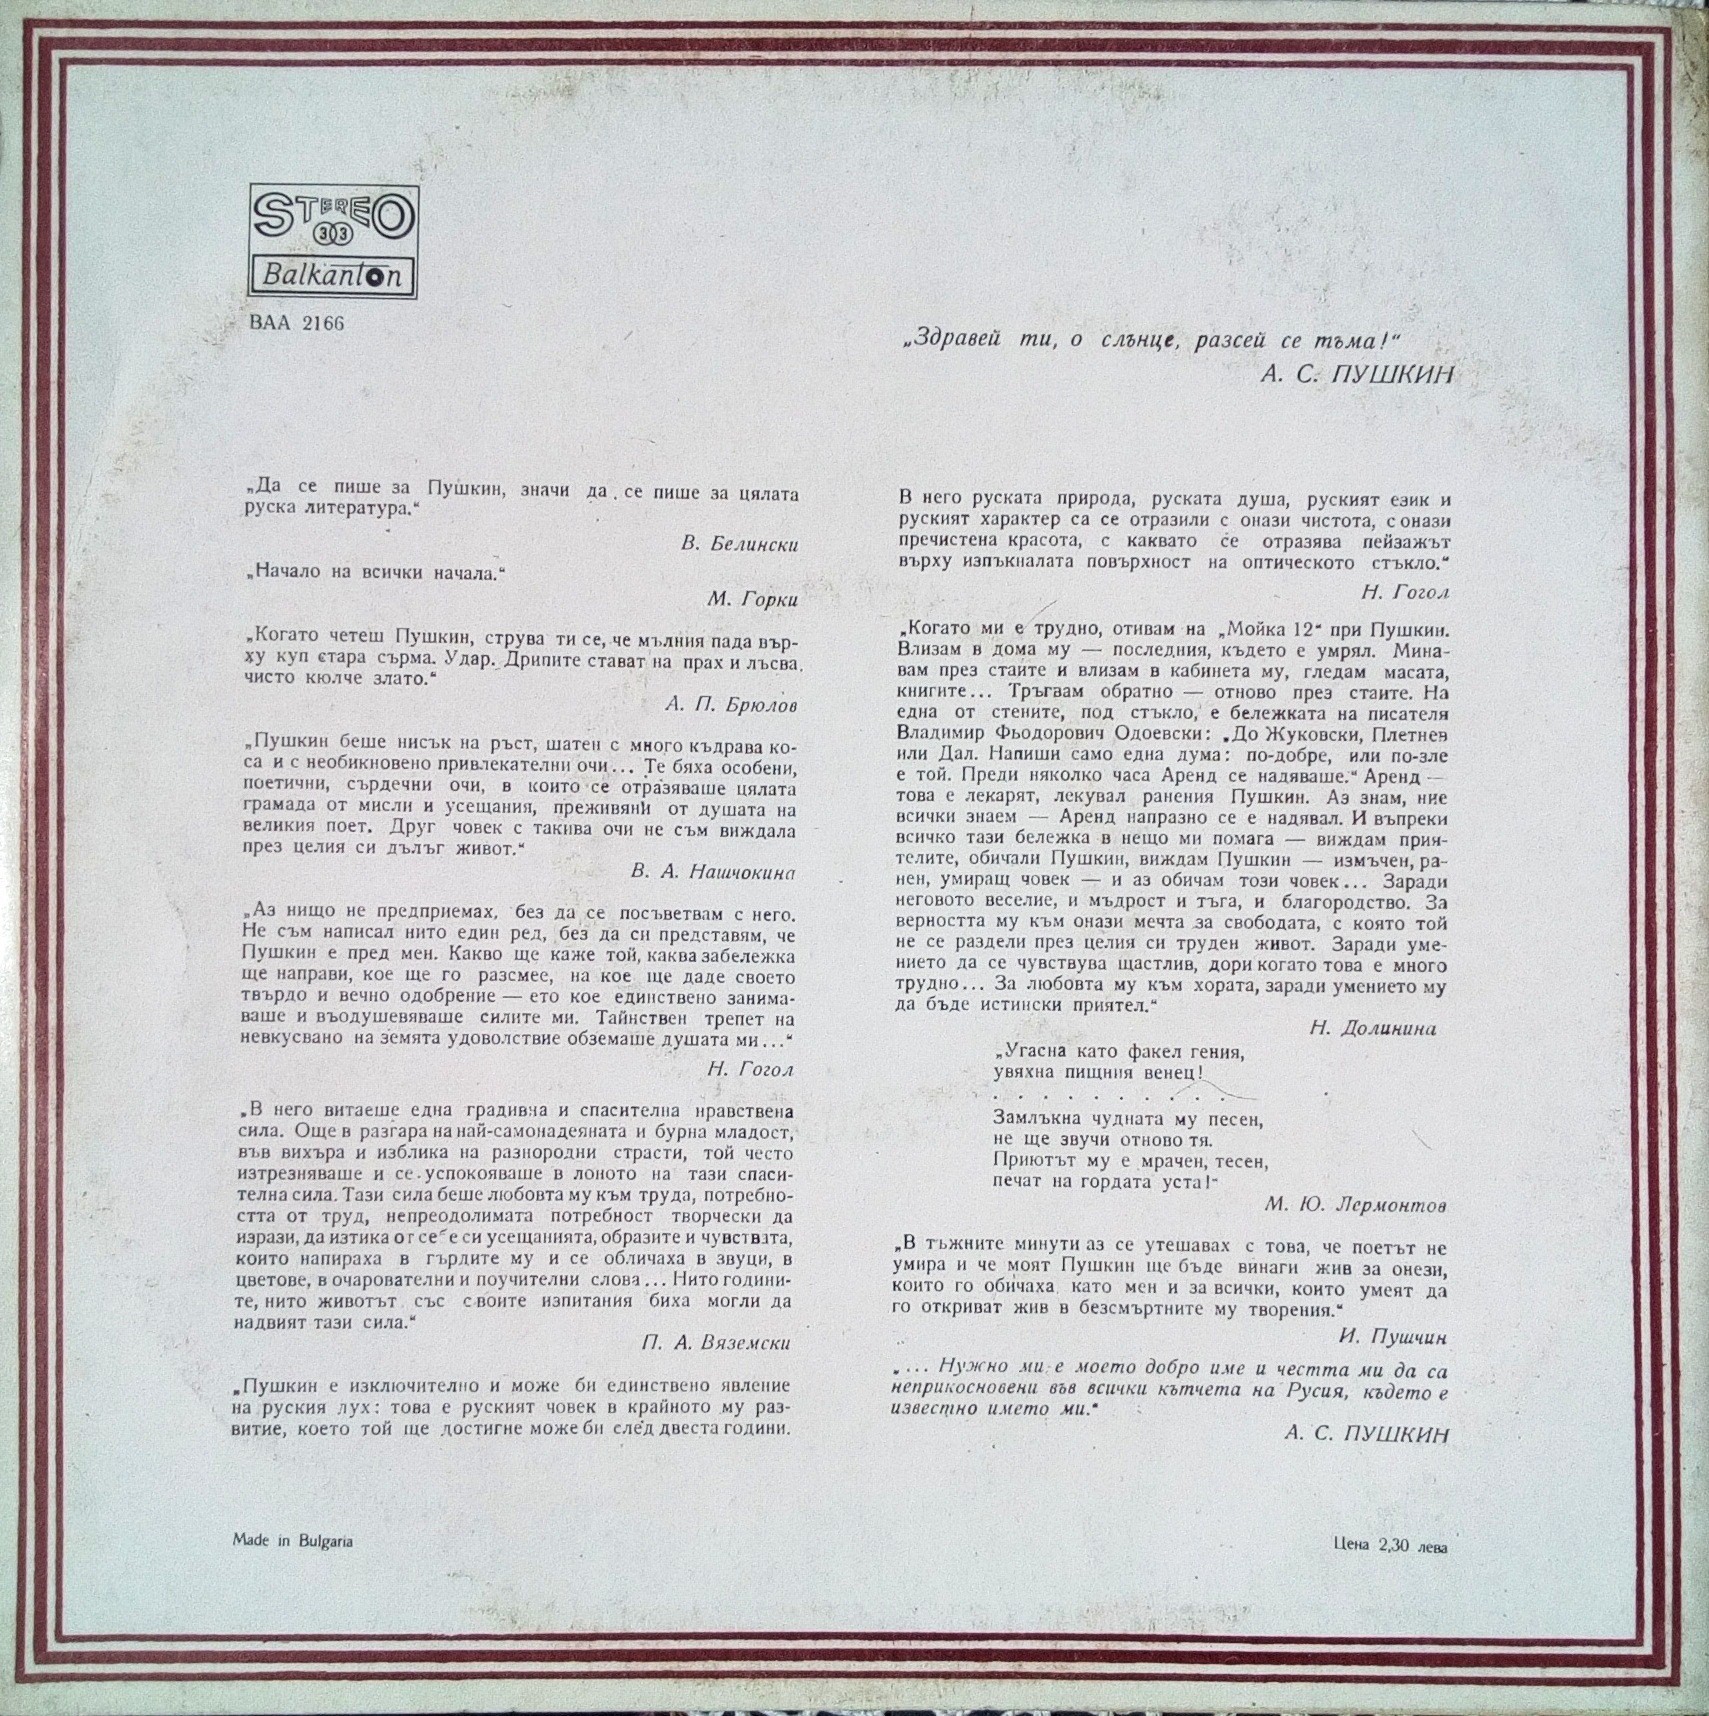 STEREO
33
Balkanton
ВАА 2166
„Здравей ти, о слънце, разсей се тъма!“
А. С. ПУШКИН
„Да се пише за Пушкин, значи да се пише за цялата
руска литература.“
В. Белински
„Начало на всички начала.“
М. Горки
„Когато четеш Пушкин, струва ти се, че мълния пада вър-
ху куп стара сърма. Удар. Дрипите стават на прах и лъсва
чисто кюлче злато.“
А. П. Брюлов
„Пушкин беше нисък на ръст, шатен с много къдрава ко-
са и с необикновено привлекателни очи... Те бяха особени,
поетични, сърдечни очи, в които се отразяваше цялата
грамада от мисли и усещания, преживяни от душата на
великия поет. Друг човек с такива очи не съм виждала
през целия си дълъг живот.“
В. А. Нашчокина
„Аз нищо не предприемах, без да се посъветвам с него.
Не съм написал нито един ред, без да си представям, че
Пушкин е пред мен. Какво ще каже той, каква забележка
ще направи, кое ще го разсмее, на кое ще даде своето
твърдо и вечно одобрение — ето кое единствено занима-
ваше и въодушевяваше силите ми. Тайнствен трепет на
невкусвано на земята удоволствие обземаше душата ми...“
Н. Гогол
„В него витаеше една градивна и спасителна нравствена
сила. Още в разгара на най-самонадеяната и бурна младост,
във вихъра и изблика на разнородни страсти, той често
изтрезняваше и се успокояваше в лоното на тази спаси-
телна сила. Тази сила беше любовта му към труда, потребно-
стта от труд, непреодолимата потребност творчески да
изрази, да изтика от себе си усещанията, образите и чувствата,
които напираха в гърдите му и се обличаха в звуци, в
цветове, в очарователни и поучителни слова... Нито години-
те, нито животът със своите изпитания биха могли да
надвият тази сила.“
П. А. Вяземски
„Пушкин е изключително и може би единствено явление
на руския дух: това е руският човек в крайното му раз-
витие, което той ще достигне може би след двеста години.
В него руската природа, руската душа, руският език и
руският характер са се отразили с онази чистота, с онази
пречистена красота, с каквато се отразява пейзажът
върху изпъкналата повърхност на оптическото стъкло.“
Н. Гогол
„Когато ми е трудно, отивам на „Мойка 12“ при Пушкин.
Влизам в дома му — последния, където е умрял. Мина-
вам през стаите и влизам в кабинета му, гледам масата,
книгите... Тръгвам обратно — отново през стаите. На
една от стените, под стъкло, е бележката на писателя
Владимир Фьодорович Одоевски: „До Жуковски, Плетнев
или Дал. Напиши само една дума: по-добре, или по-зле
е той. Преди няколко часа Аренд се надяваше.“ Аренд —
това е лекарят, лекувал ранения Пушкин. Аз знам, ние
всички знаем — Аренд напразно се е надявал. И въпреки
всичко тази бележка в нещо ми помага — виждам прия-
телите, обичали Пушкин, виждам Пушкин — измъчен, ра-
нен, умиращ човек — и аз обичам този човек... Заради
неговото веселие, и мъдрост и тъга, и благородство. За
верността му към онази мечта за свободата, с която той
не се раздели през целия си труден живот. Заради уме-
нието да се чувствува щастлив, дори когато това е много
трудно... За любовта му към хората, заради умението му
да бъде истински приятел.“
Н. Долинина
„Угасна като факел гения,
увяхна пищния венец!
. . . . . . . . . . .
Замлъкна чудната му песен,
не ще звучи отново тя.
Приютът му е мрачен, тесен,
печат на гордата уста!“
М. Ю. Лермонтов
„В тъжните минути аз се утешавах с това, че поетът не
умира и че моят Пушкин ще бъде винаги жив за онези,
които го обичаха като мен и за всички, които умеят да
го откриват жив в безсмъртните му творения.“
И. Пушчин
„... Нужно ми е моето добро име и честта ми да са
неприкосновени във всички кътчета на Русия, където е
известно името ми.“
А. С. ПУШКИН
Made in Bulgaria
Цена 2,30 лева